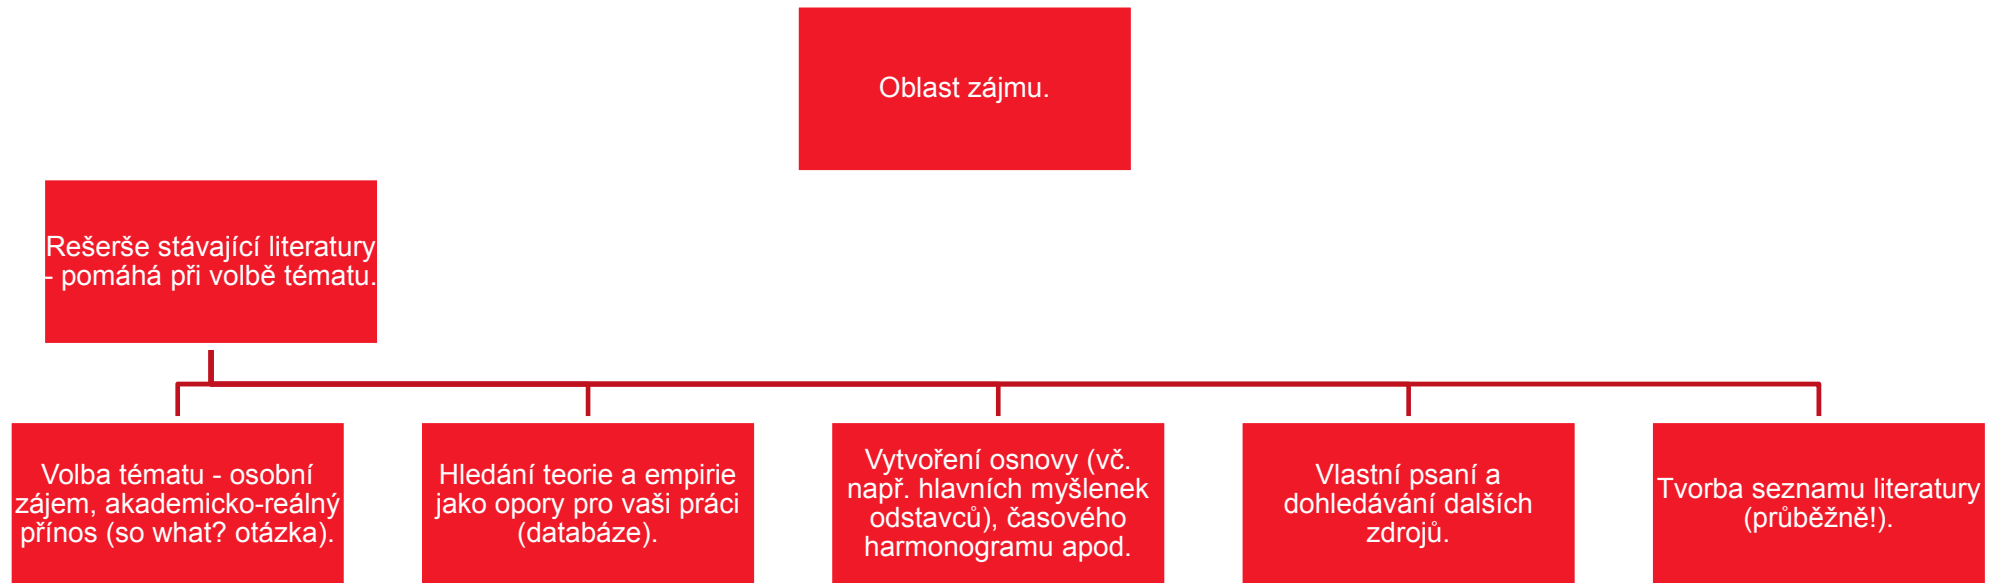 Oblast zájmu.
Rešerše stávající literatury
- pomáhá při volbě tématu.
Volba tématu - osobní
zájem, akademicko-reálný
přínos (so what? otázka).
Hledání teorie a empirie
jako opory pro vaši práci
(databáze).
Vytvoření osnovy (vč.
např. hlavních myšlenek
odstavců), časového
harmonogramu apod.
Vlastní psaní a
dohledávání dalších
zdrojů.
Tvorba seznamu literatury
(průběžně!).